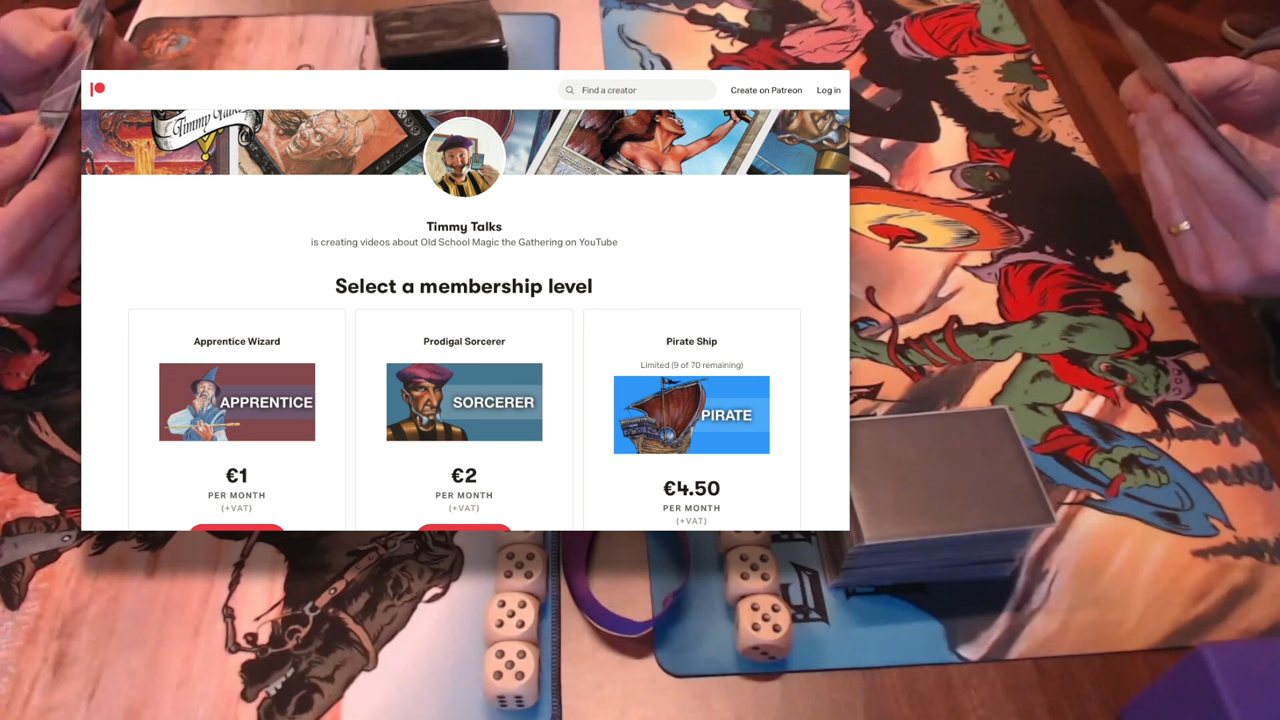 Find a creator
Create on Patreon
Log in
Timmy Talks
Timmy Talks
is creating videos about Old School Magic the Gathering on YouTube
Select a membership level
Apprentice Wizard
Prodigal Sorcerer
Pirate Ship
Limited (9 of 70 remaining)
APPRENTICE
SORCERER
PIRATE
€1
PER MONTH
(+VAT)
€2
PER MONTH
(+VAT)
€4.50
PER MONTH
(+VAT)